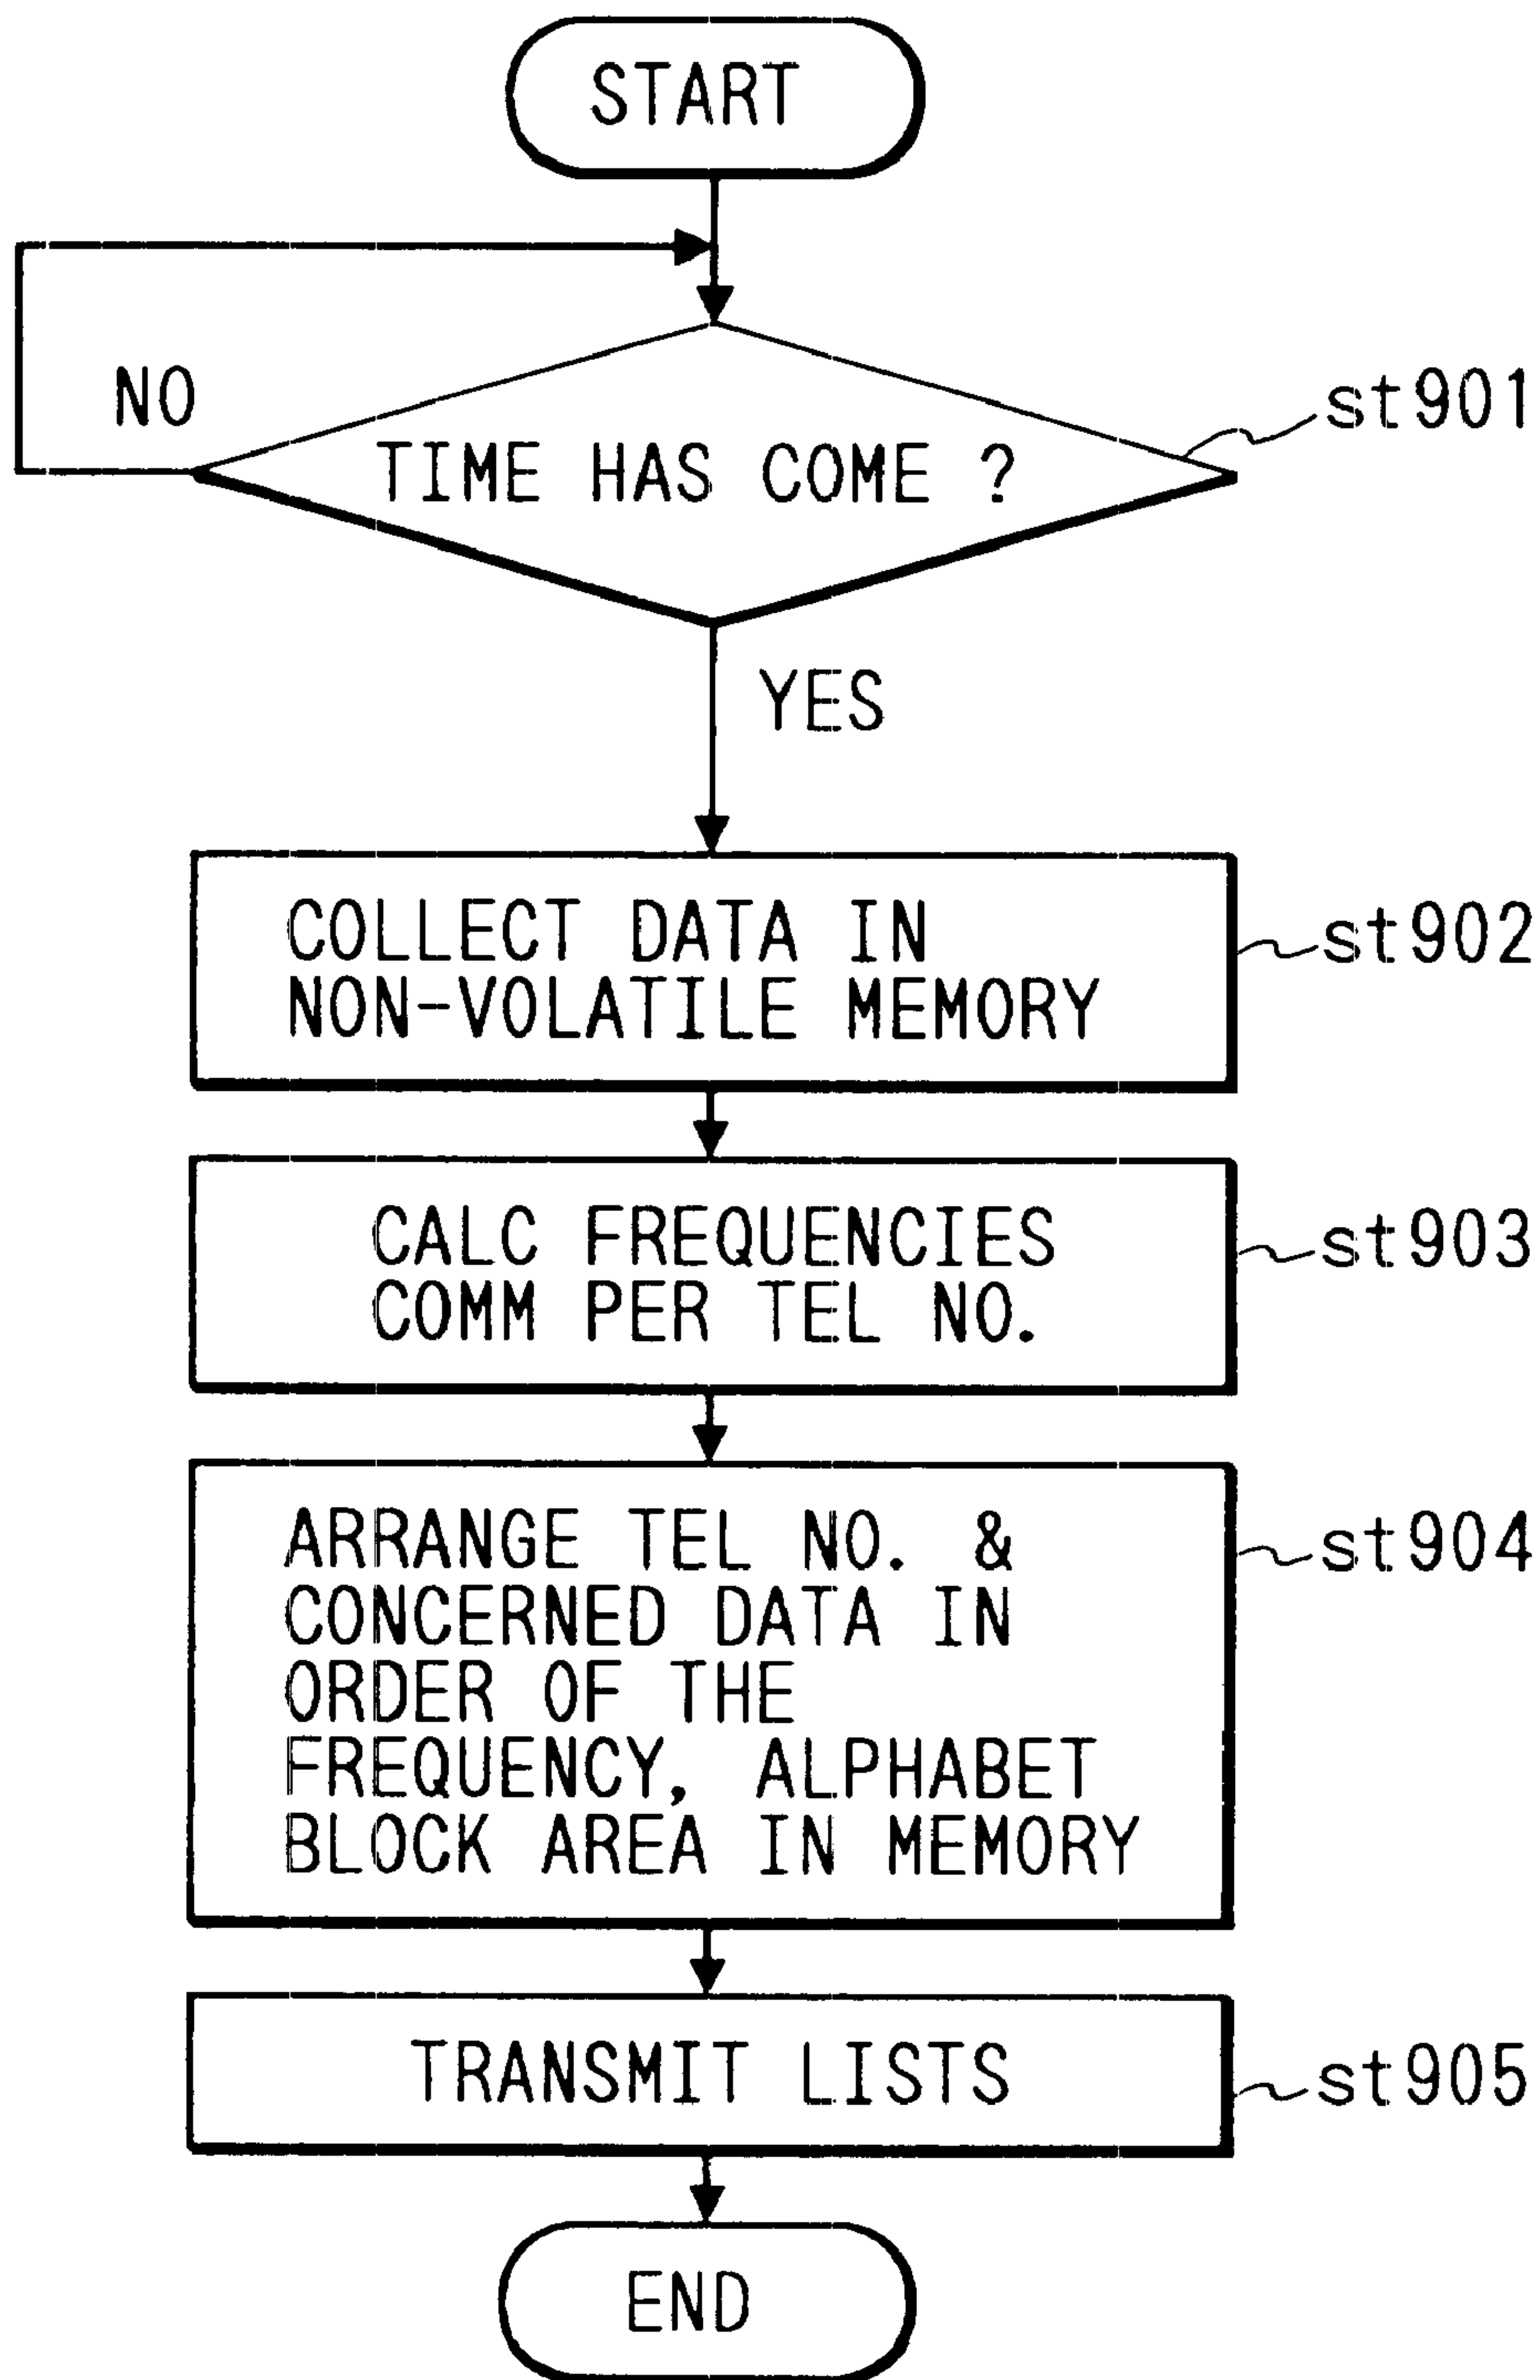 START
NO
TIME HAS COME ?
st901
YES
COLLECT DATA IN
NON-VOLATILE MEMORY
st902
CALC FREQUENCIES
COMM PER TEL NO.
st903
ARRANGE TEL NO. &
CONCERNED DATA IN
ORDER OF THE
FREQUENCY, ALPHABET
BLOCK AREA IN MEMORY
st904
TRANSMIT LISTS
st905
END